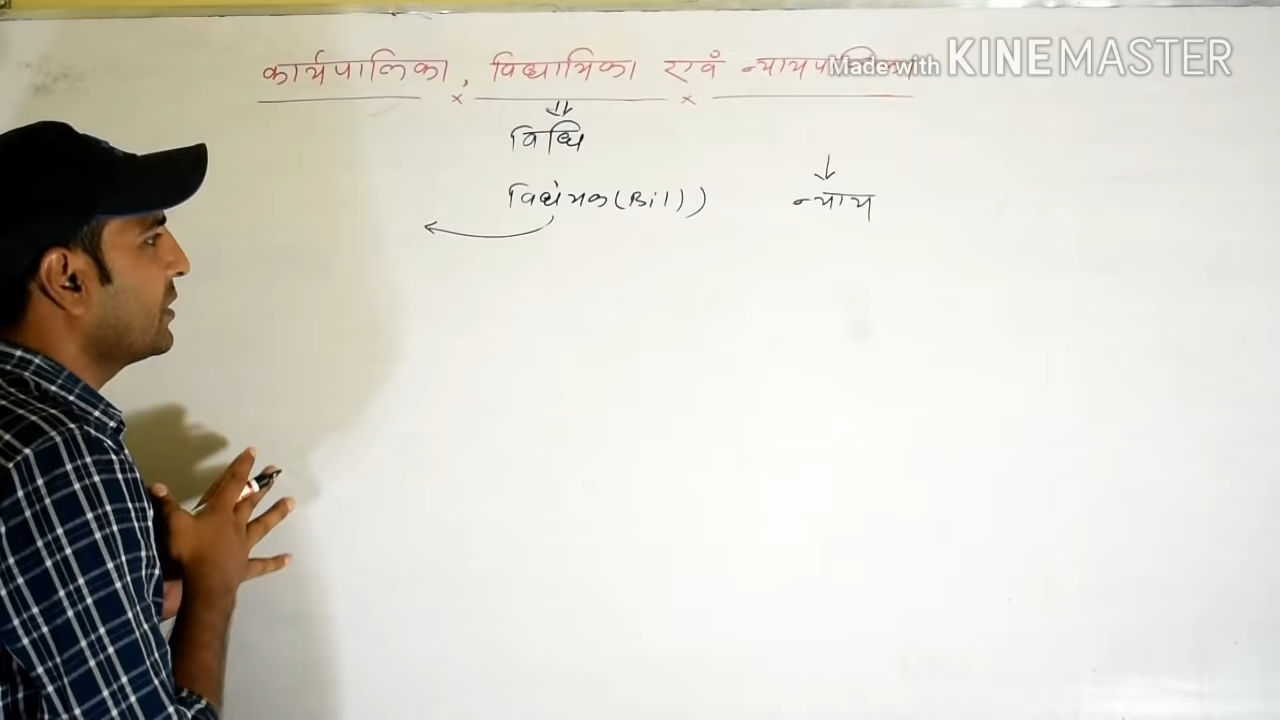 कार्यपालिका, विधायिका एवं न्यायपालिका
Made with KINEMASTER
विधि
विधेयक (Bill)
न्याय